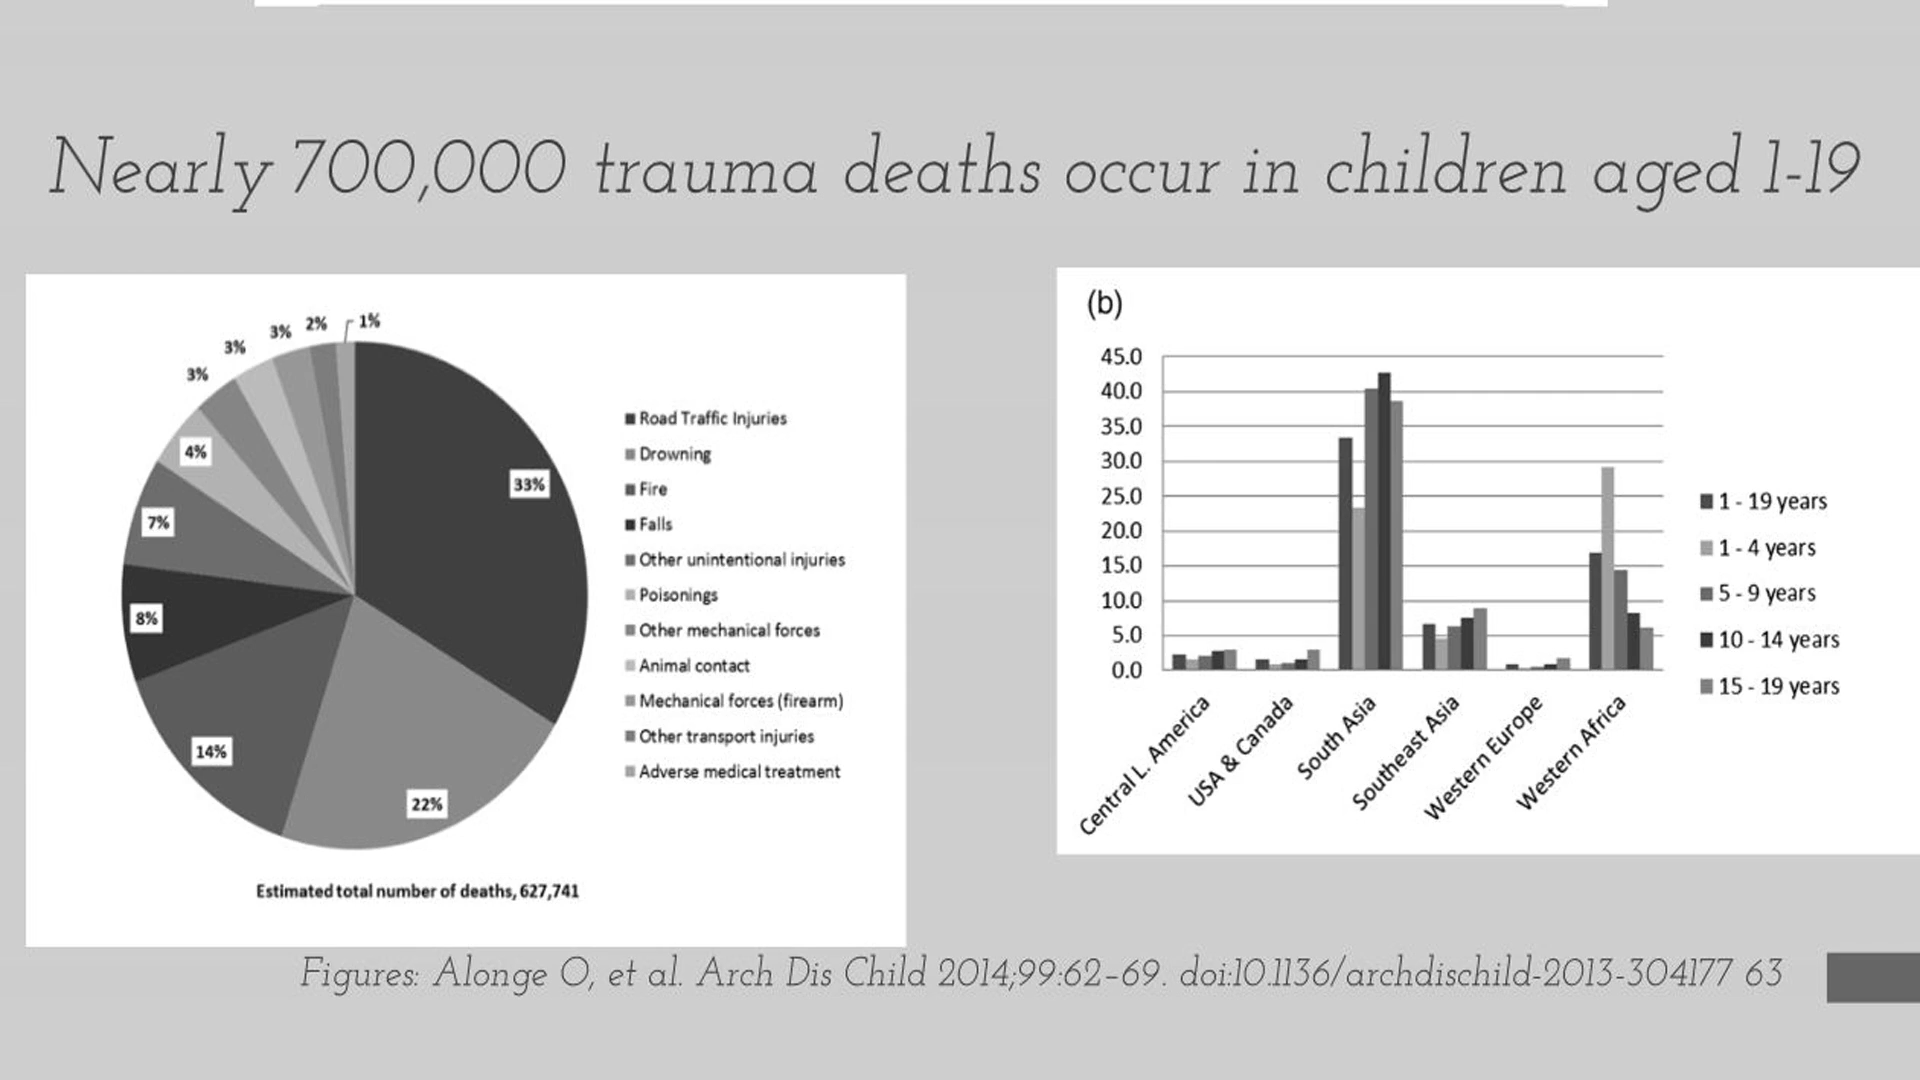 Nearly 700,000 trauma deaths occur in children aged 1-19
3%
3%
3%
2%
1%
4%
33%
7%
8%
14%
22%
Road Traffic Injuries
Drowning
Fire
Falls
Other unintentional injuries
Poisonings
Other mechanical forces
Animal contact
Mechanical forces (firearm)
Other transport injuries
Adverse medical treatment
Estimated total number of deaths, 627,741
(b)
45.0
40.0
35.0
30.0
25.0
20.0
15.0
10.0
5.0
0.0
Central L. America
USA & Canada
South Asia
Southeast Asia
Western Europe
Western Africa
1 - 19 years
1 - 4 years
5 - 9 years
10 - 14 years
15 - 19 years
Figures: Alonge O, et al. Arch Dis Child 2014;99:62–69. doi:10.1136/archdischild-2013-304177 63